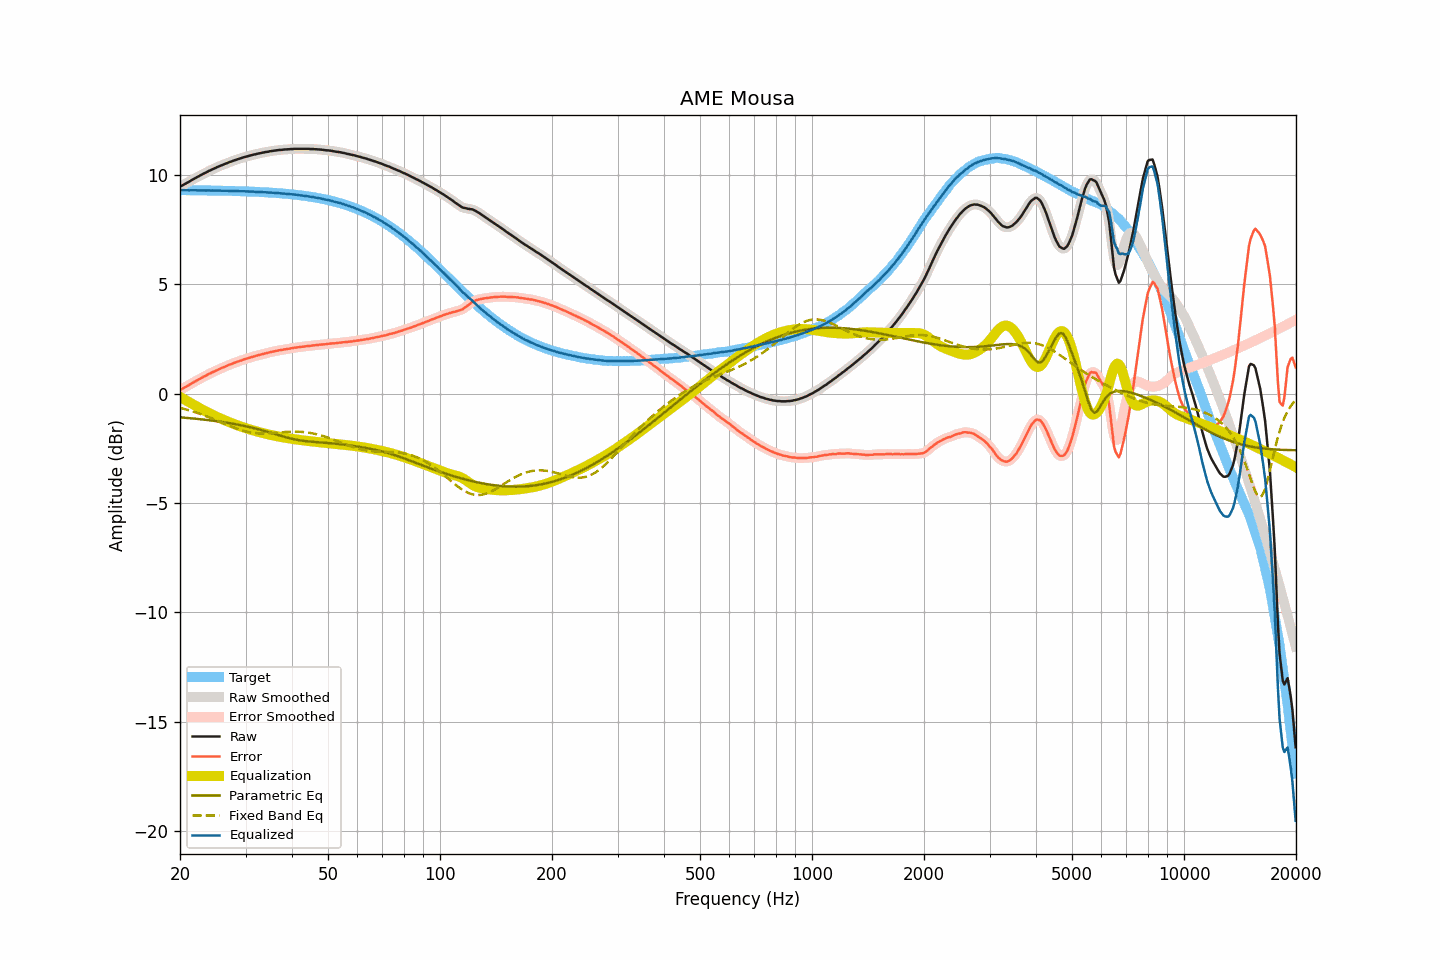 AME Mousa
Amplitude (dBr)
10
5
0
−5
−10
−15
−20
Target
Raw Smoothed
Error Smoothed
Raw
Error
Equalization
Parametric Eq
Fixed Band Eq
Equalized
20 50 100 200 500 1000 2000 5000 10000 20000
Frequency (Hz)